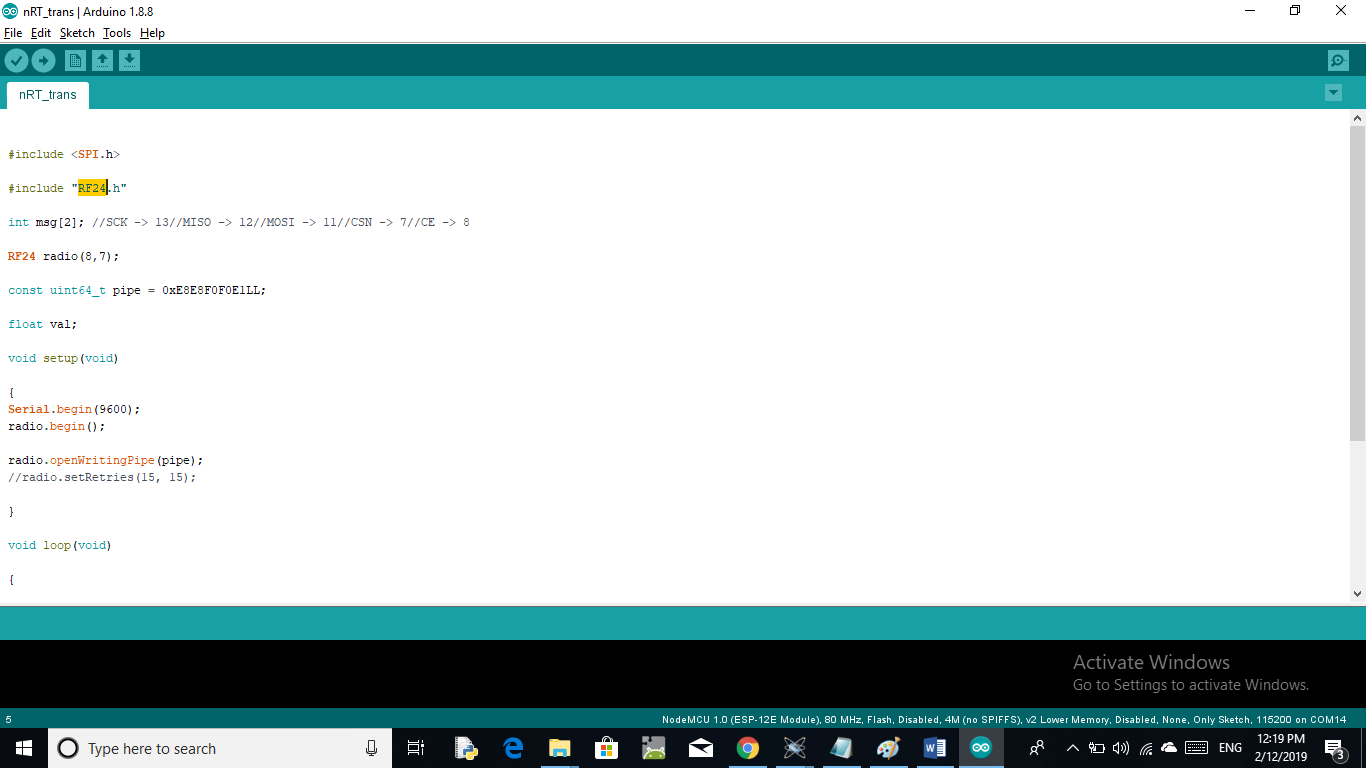 nRT_trans | Arduino 1.8.8
File Edit Sketch Tools Help
nRT_trans
#include <SPI.h>
#include "RF24.h"
int msg[2]; //SCK -> 13//MISO -> 12//MOSI -> 11//CSN -> 7//CE -> 8
RF24 radio(8,7);
const uint64_t pipe = 0xE8E8F0F0E1LL;
float val;
void setup(void)
{
Serial.begin(9600);
radio.begin();
radio.openWritingPipe(pipe);
//radio.setRetries(15, 15);
}
void loop(void)
{
Activate Windows
Go to Settings to activate Windows.
5 NodeMCU 1.0 (ESP-12E Module), 80 MHz, Flash, Disabled, 4M (no SPIFFS), v2 Lower Memory, Disabled, None, Only Sketch, 115200 on COM14
Type here to search ENG 12:19 PM
2/12/2019 3